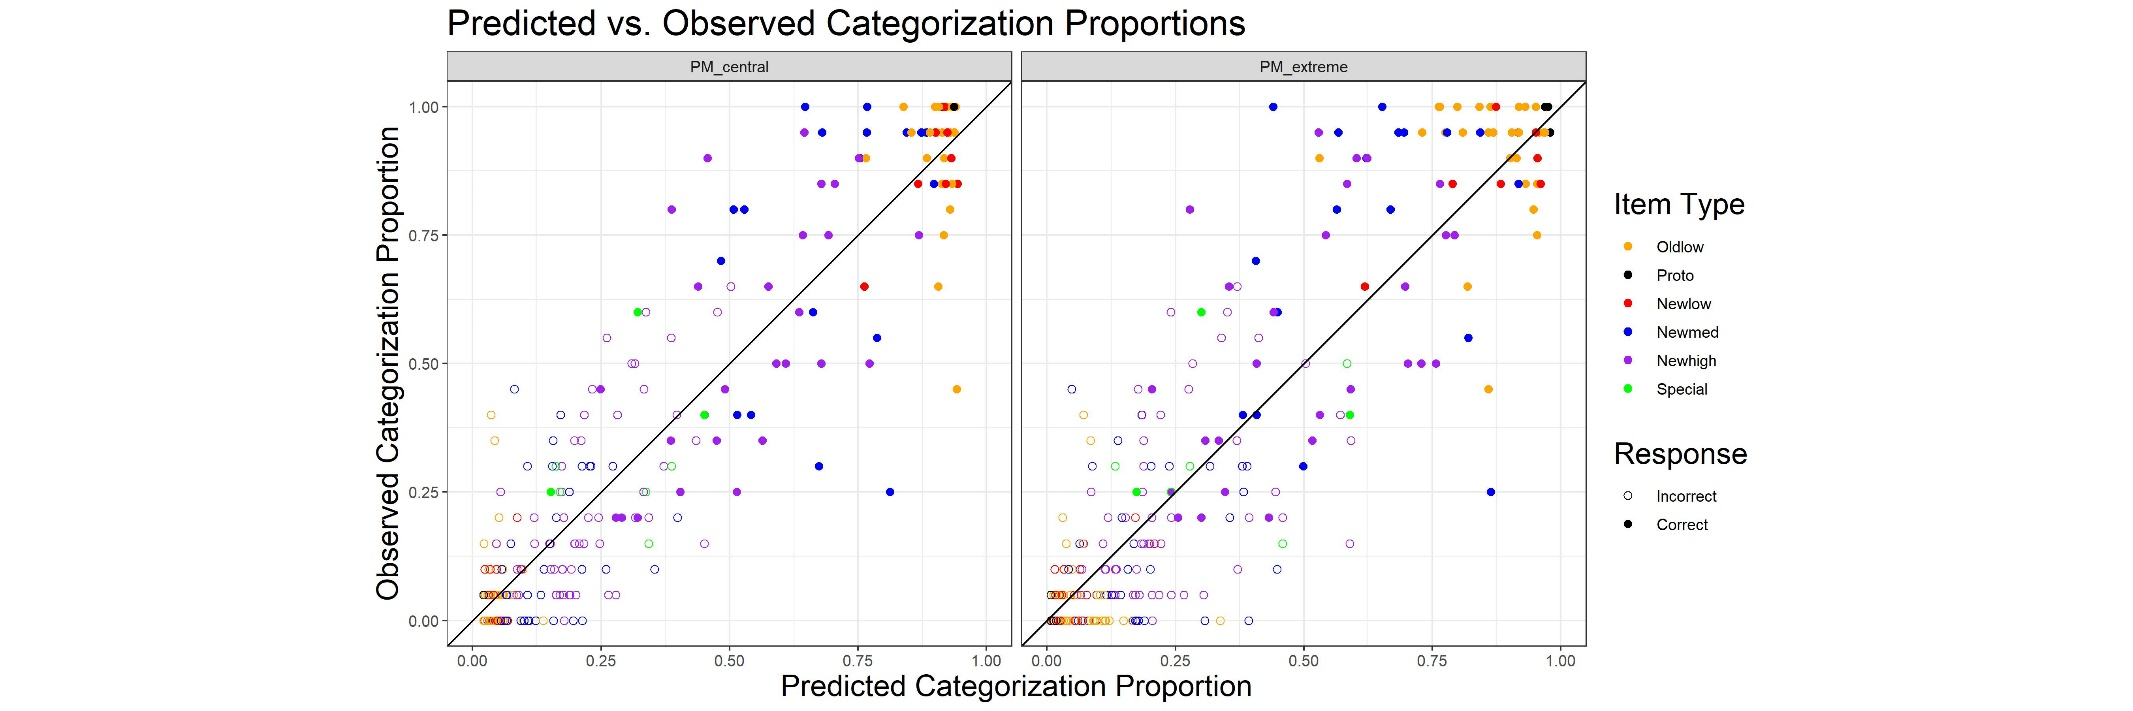 Predicted vs. Observed Categorization Proportions
PM_central
PM_extreme
Observed Categorization Proportion
1.00
0.75
0.50
0.25
0.00
0.00 0.25 0.50 0.75 1.00
0.00 0.25 0.50 0.75 1.00
Predicted Categorization Proportion
Item Type
Oldlow
Proto
Newlow
Newmed
Newhigh
Special
Response
Incorrect
Correct